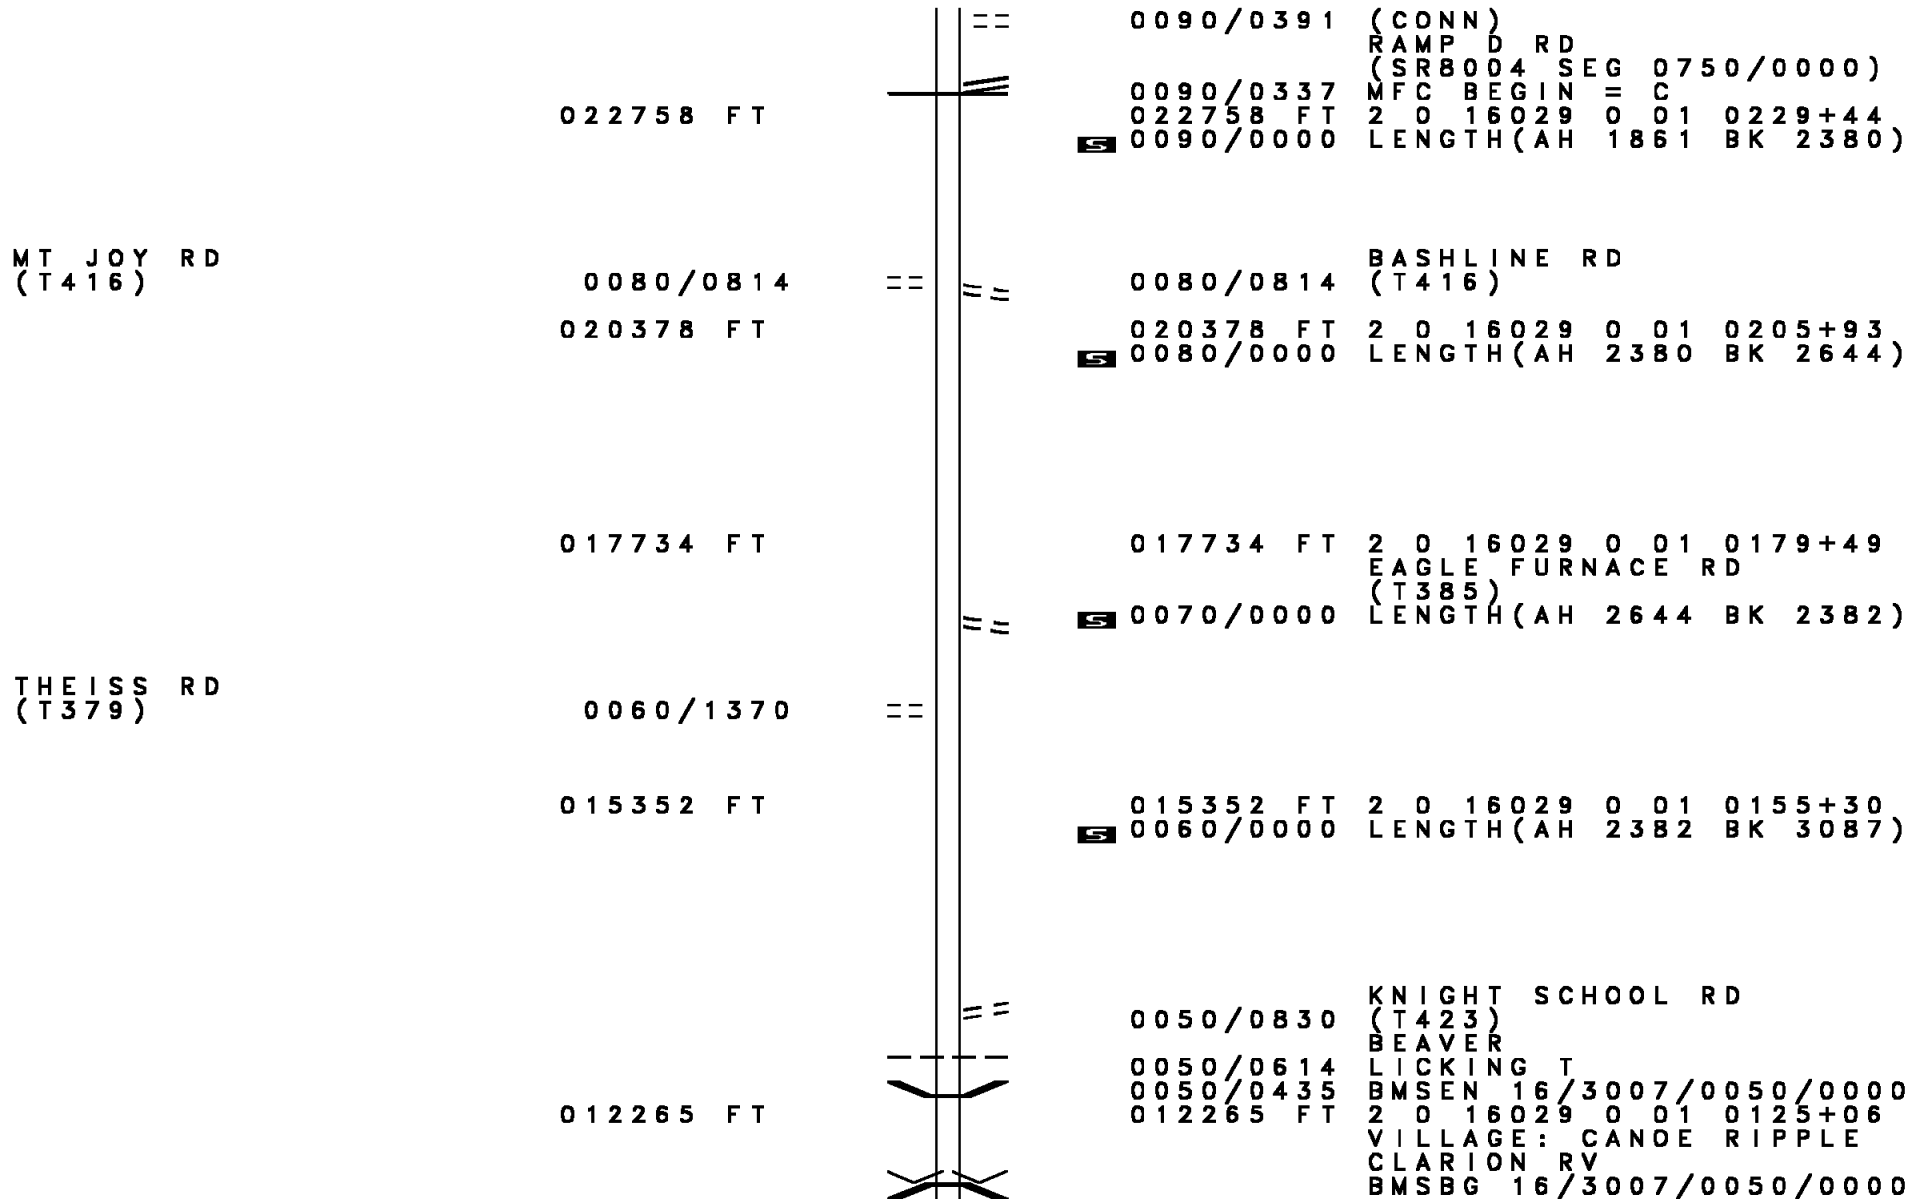 0090/0391 (CONN)
RAMP D RD
(SR8004 SEG 0750/0000)
0090/0337 MFC BEGIN = C
022758 FT 022758 FT 2 0 16029 0 01 0229+44
S 0090/0000 LENGTH(AH 1861 BK 2380)
MT JOY RD BASHLINE RD
(T416) 0080/0814 0080/0814 (T416)
020378 FT 020378 FT 2 0 16029 0 01 0205+93
S 0080/0000 LENGTH(AH 2380 BK 2644)
017734 FT 017734 FT 2 0 16029 0 01 0179+49
EAGLE FURNACE RD
(T385)
S 0070/0000 LENGTH(AH 2644 BK 2382)
THEISS RD
(T379) 0060/1370
015352 FT 015352 FT 2 0 16029 0 01 0155+30
S 0060/0000 LENGTH(AH 2382 BK 3087)
KNIGHT SCHOOL RD
0050/0830 (T423)
BEAVER
0050/0614 LICKING T
0050/0435 BMSEN 16/3007/0050/0000
012265 FT 012265 FT 2 0 16029 0 01 0125+06
VILLAGE: CANOE RIPPLE
CLARION RV
BMSBG 16/3007/0050/0000